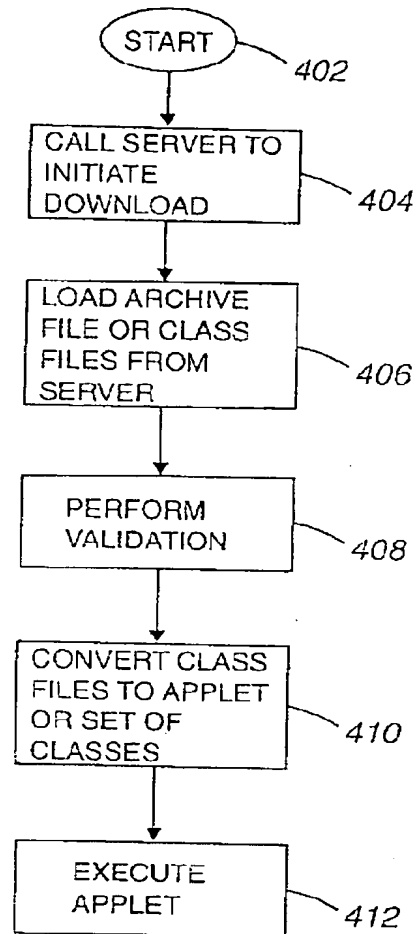 START
402
CALL SERVER TO
INITIATE
DOWNLOAD
404
LOAD ARCHIVE
FILE OR CLASS
FILES FROM
SERVER
406
PERFORM
VALIDATION
408
CONVERT CLASS
FILES TO APPLET
OR SET OF
CLASSES
410
EXECUTE
APPLET
412